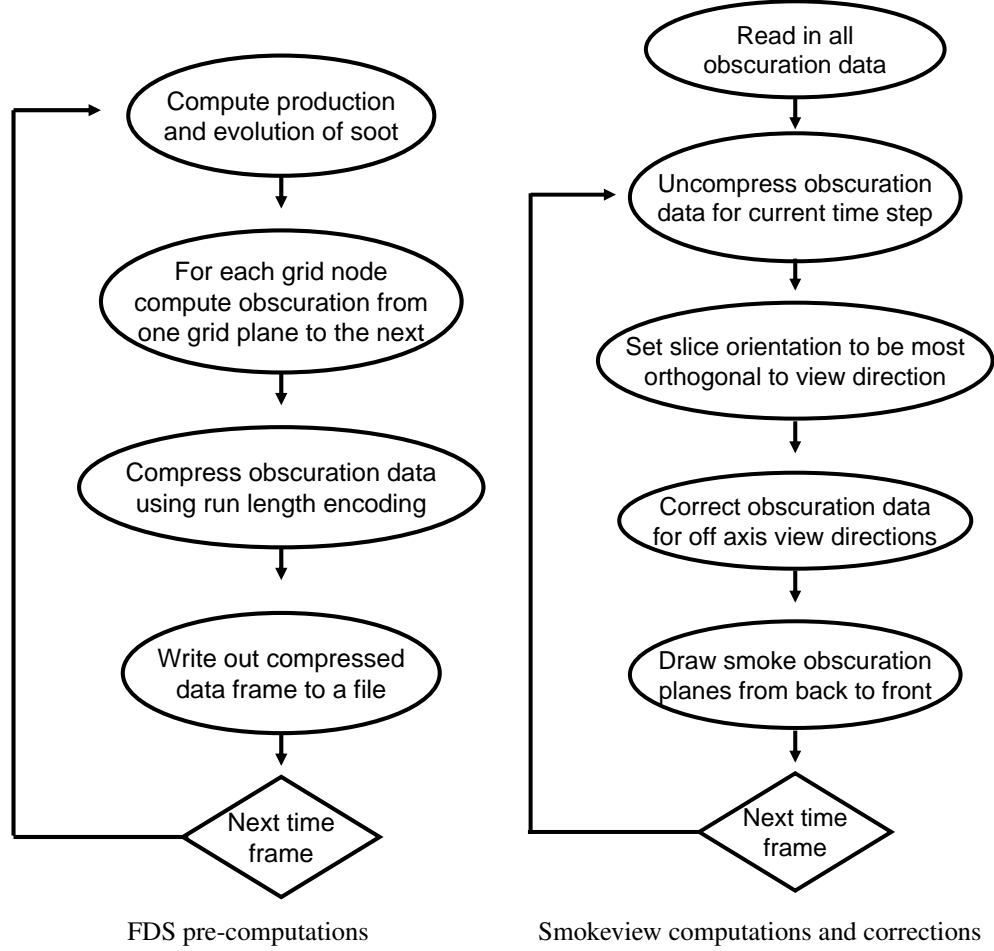 Compute production
and evolution of soot
For each grid node
compute obscuration from
one grid plane to the next
Compress obscuration data
using run length encoding
Write out compressed
data frame to a file
Next time
frame
FDS pre-computations
Read in all
obscuration data
Uncompress obscuration
data for current time step
Set slice orientation to be most
orthogonal to view direction
Correct obscuration data
for off axis view directions
Draw smoke obscuration
planes from back to front
Next time
frame
Smokeview computations and corrections